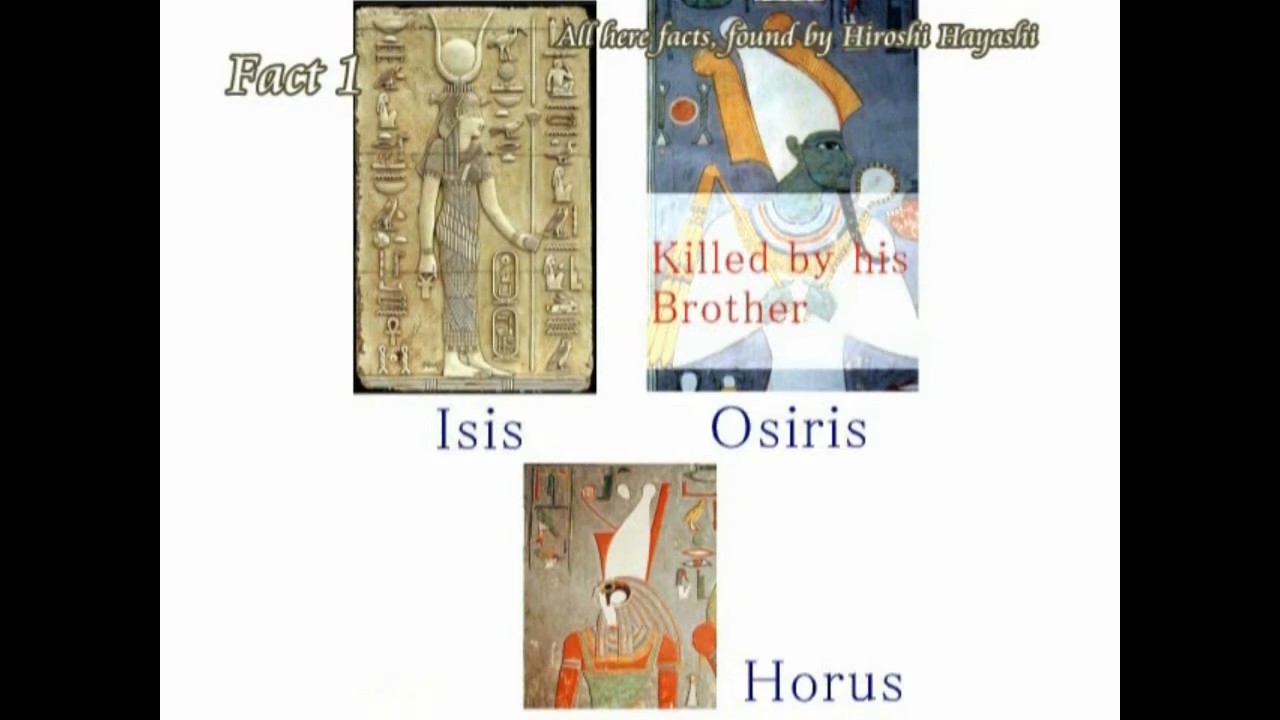 All here facts, found by Hiroshi Hayashi
Fact 1
Killed by his
Brother
Isis
Osiris
Horus